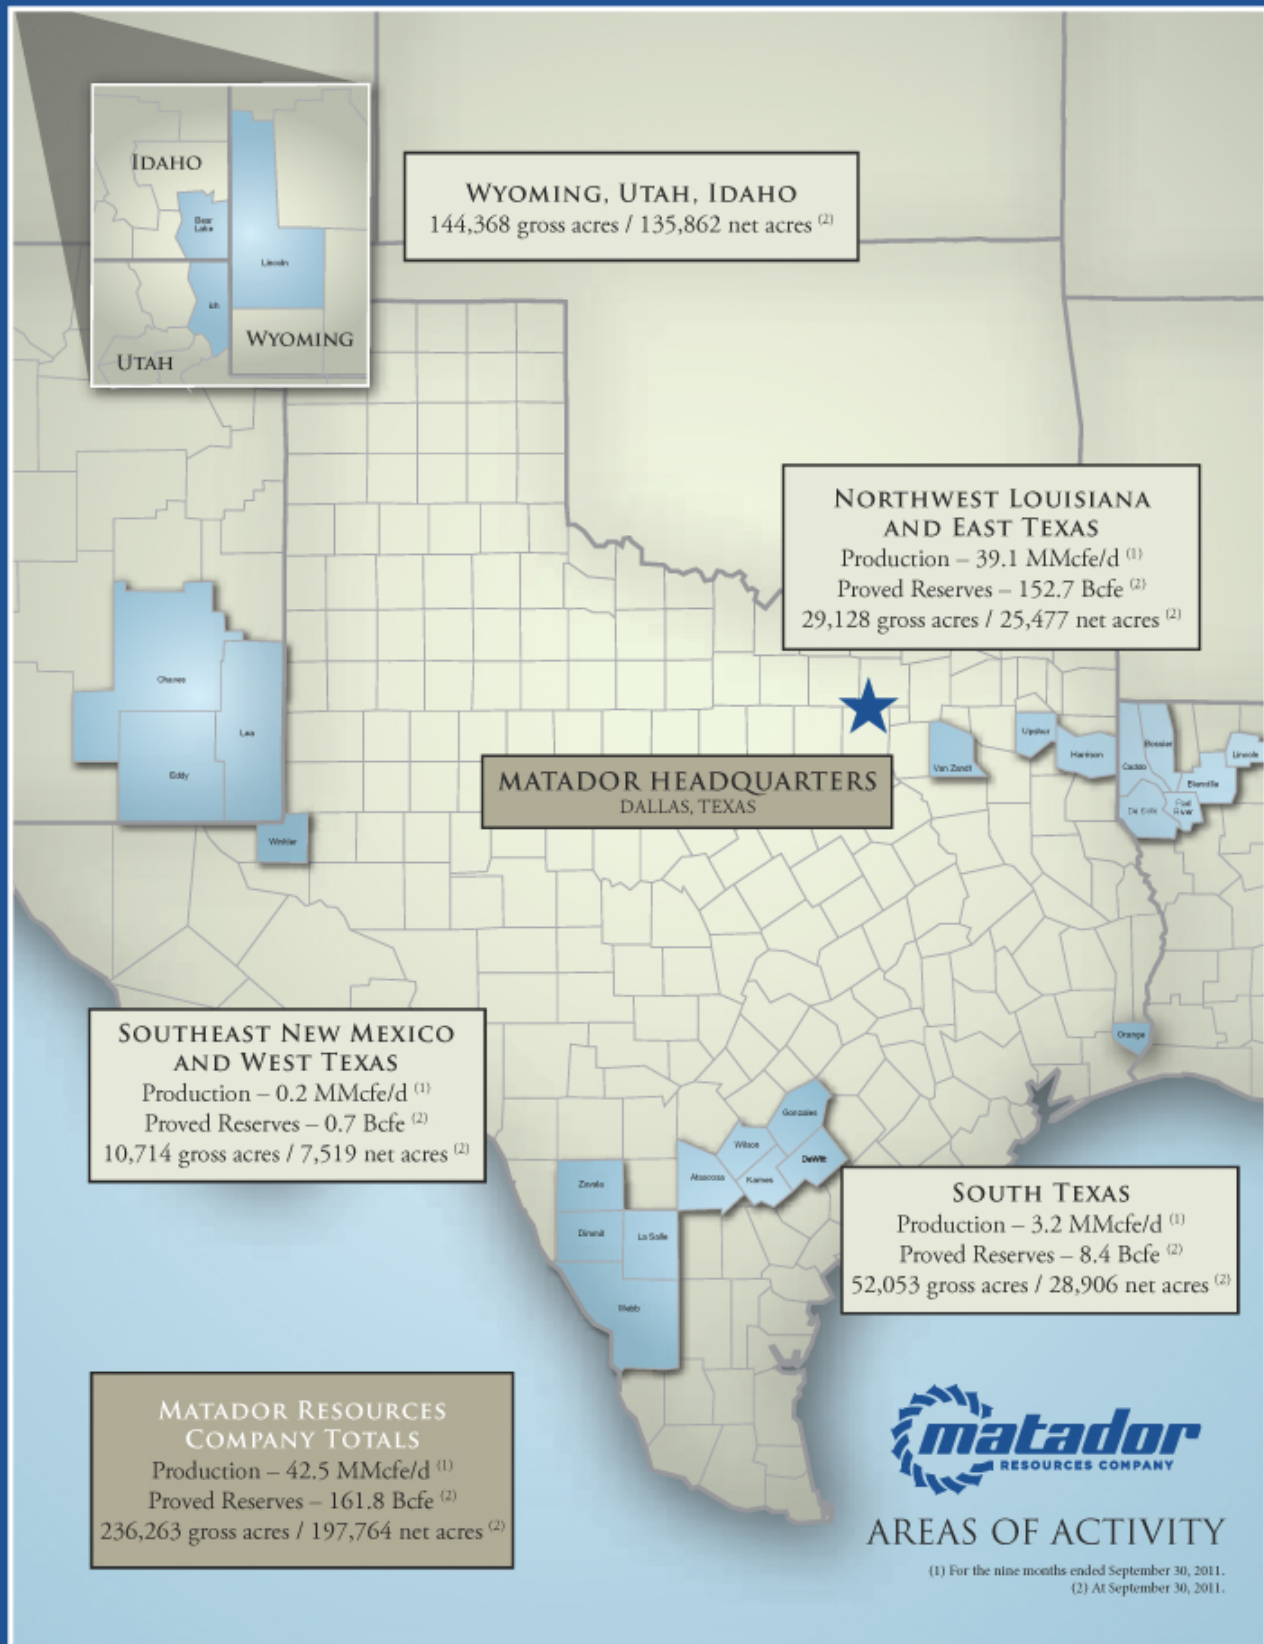 IDAHO
Bear
Lake
Lincoln
ich
WYOMING
UTAH
WYOMING, UTAH, IDAHO
144,368 gross acres / 135,862 net acres (2)
NORTHWEST LOUISIANA
AND EAST TEXAS
Production – 39.1 MMcfe/d (1)
Proved Reserves – 152.7 Bcfe (2)
29,128 gross acres / 25,477 net acres (2)
Chaves
Lea
Eddy
Winkler
MATADOR HEADQUARTERS
DALLAS, TEXAS
Van Zandt
Upshur
Harrison
Caddo
Bossier
Lincoln
Bienville
De Soto
Red
River
Orange
SOUTHEAST NEW MEXICO
AND WEST TEXAS
Production – 0.2 MMcfe/d (1)
Proved Reserves – 0.7 Bcfe (2)
10,714 gross acres / 7,519 net acres (2)
Gonzales
Wilson
DeWitt
Atascosa
Karnes
Zavala
Dimmit
La Salle
Webb
SOUTH TEXAS
Production – 3.2 MMcfe/d (1)
Proved Reserves – 8.4 Bcfe (2)
52,053 gross acres / 28,906 net acres (2)
MATADOR RESOURCES
COMPANY TOTALS
Production – 42.5 MMcfe/d (1)
Proved Reserves – 161.8 Bcfe (2)
236,263 gross acres / 197,764 net acres (2)
matador
RESOURCES COMPANY
AREAS OF ACTIVITY
(1) For the nine months ended September 30, 2011.
(2) At September 30, 2011.